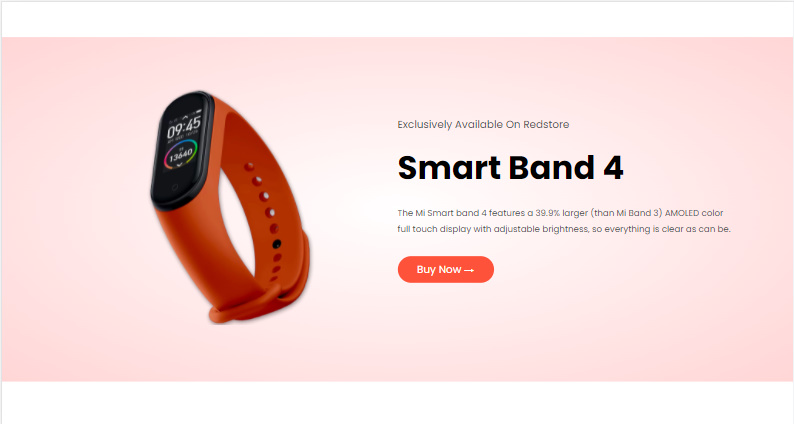 09:45
13640
Exclusively Available On Redstore
Smart Band 4
The Mi Smart band 4 features a 39.9% larger (than Mi Band 3) AMOLED color
full touch display with adjustable brightness, so everything is clear as can be.
Buy Now →